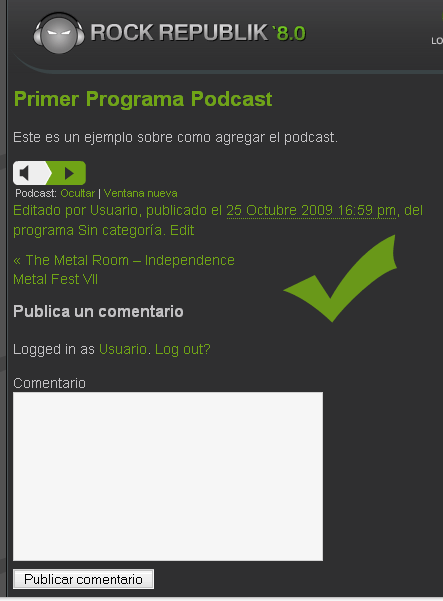 ROCK REPUBLIK `8.0
LO
Primer Programa Podcast
Este es un ejemplo sobre como agregar el podcast.
Podcast: Ocultar | Ventana nueva
Editado por Usuario, publicado el 25 Octubre 2009 16:59 pm, del
programa Sin categoría. Edit
« The Metal Room – Independence
Metal Fest VII
Publica un comentario
Logged in as Usuario. Log out?
Comentario
Publicar comentario